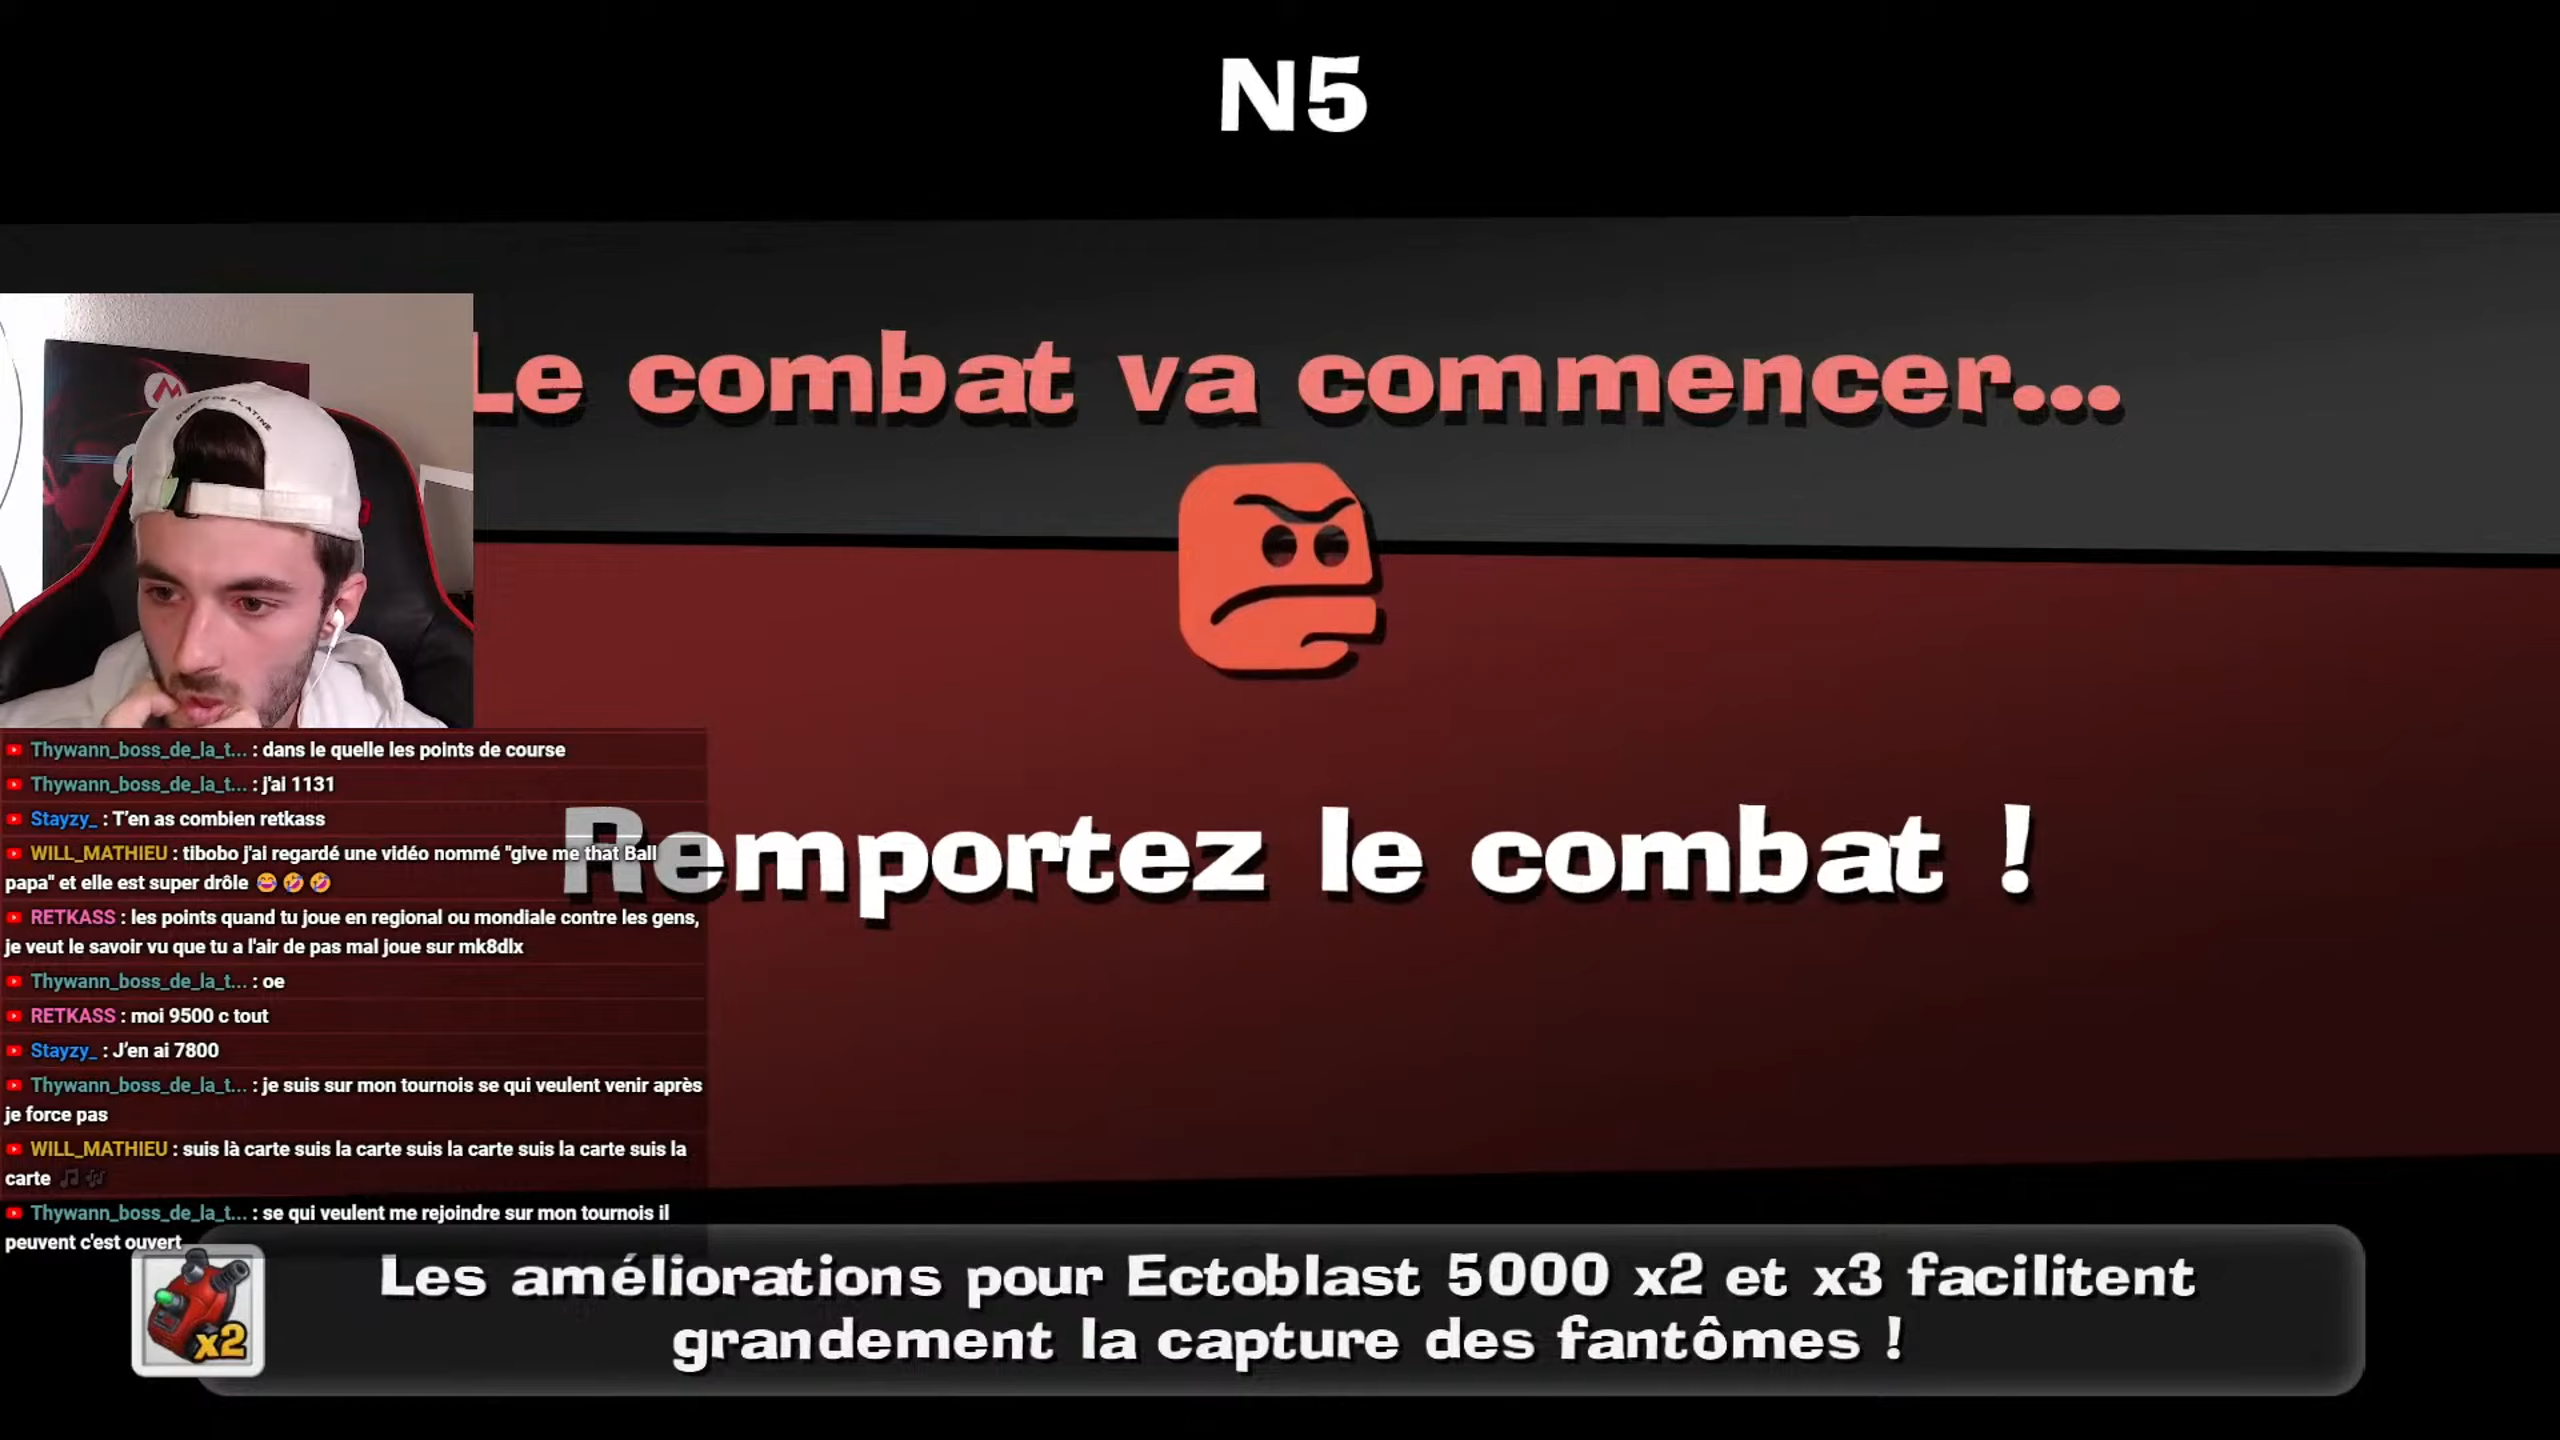 N5
Le combat va commencer...
Remportez le combat !
Thywann_boss_de_la_t... : dans le quelle les points de course
Thywann_boss_de_la_t... : j'ai 1131
Stayzy_ : T'en as combien retkass
WILL_MATHIEU : tibobo j'ai regardé une vidéo nommé "give me that Ball
papa" et elle est super drôle 😂 🤣 🤣
RETKASS : les points quand tu joue en regional ou mondiale contre les gens,
je veut le savoir vu que tu a l'air de pas mal joue sur mk8dlx
Thywann_boss_de_la_t... : oe
RETKASS : moi 9500 c tout
Stayzy_ : J'en ai 7800
Thywann_boss_de_la_t... : je suis sur mon tournois se qui veulent venir après
je force pas
WILL_MATHIEU : suis là carte suis la carte suis la carte suis la carte suis la
carte 🎵 🎶
Thywann_boss_de_la_t... : se qui veulent me rejoindre sur mon tournois il
peuvent c'est ouvert
x2
Les améliorations pour Ectoblast 5000 x2 et x3 facilitent
grandement la capture des fantômes !